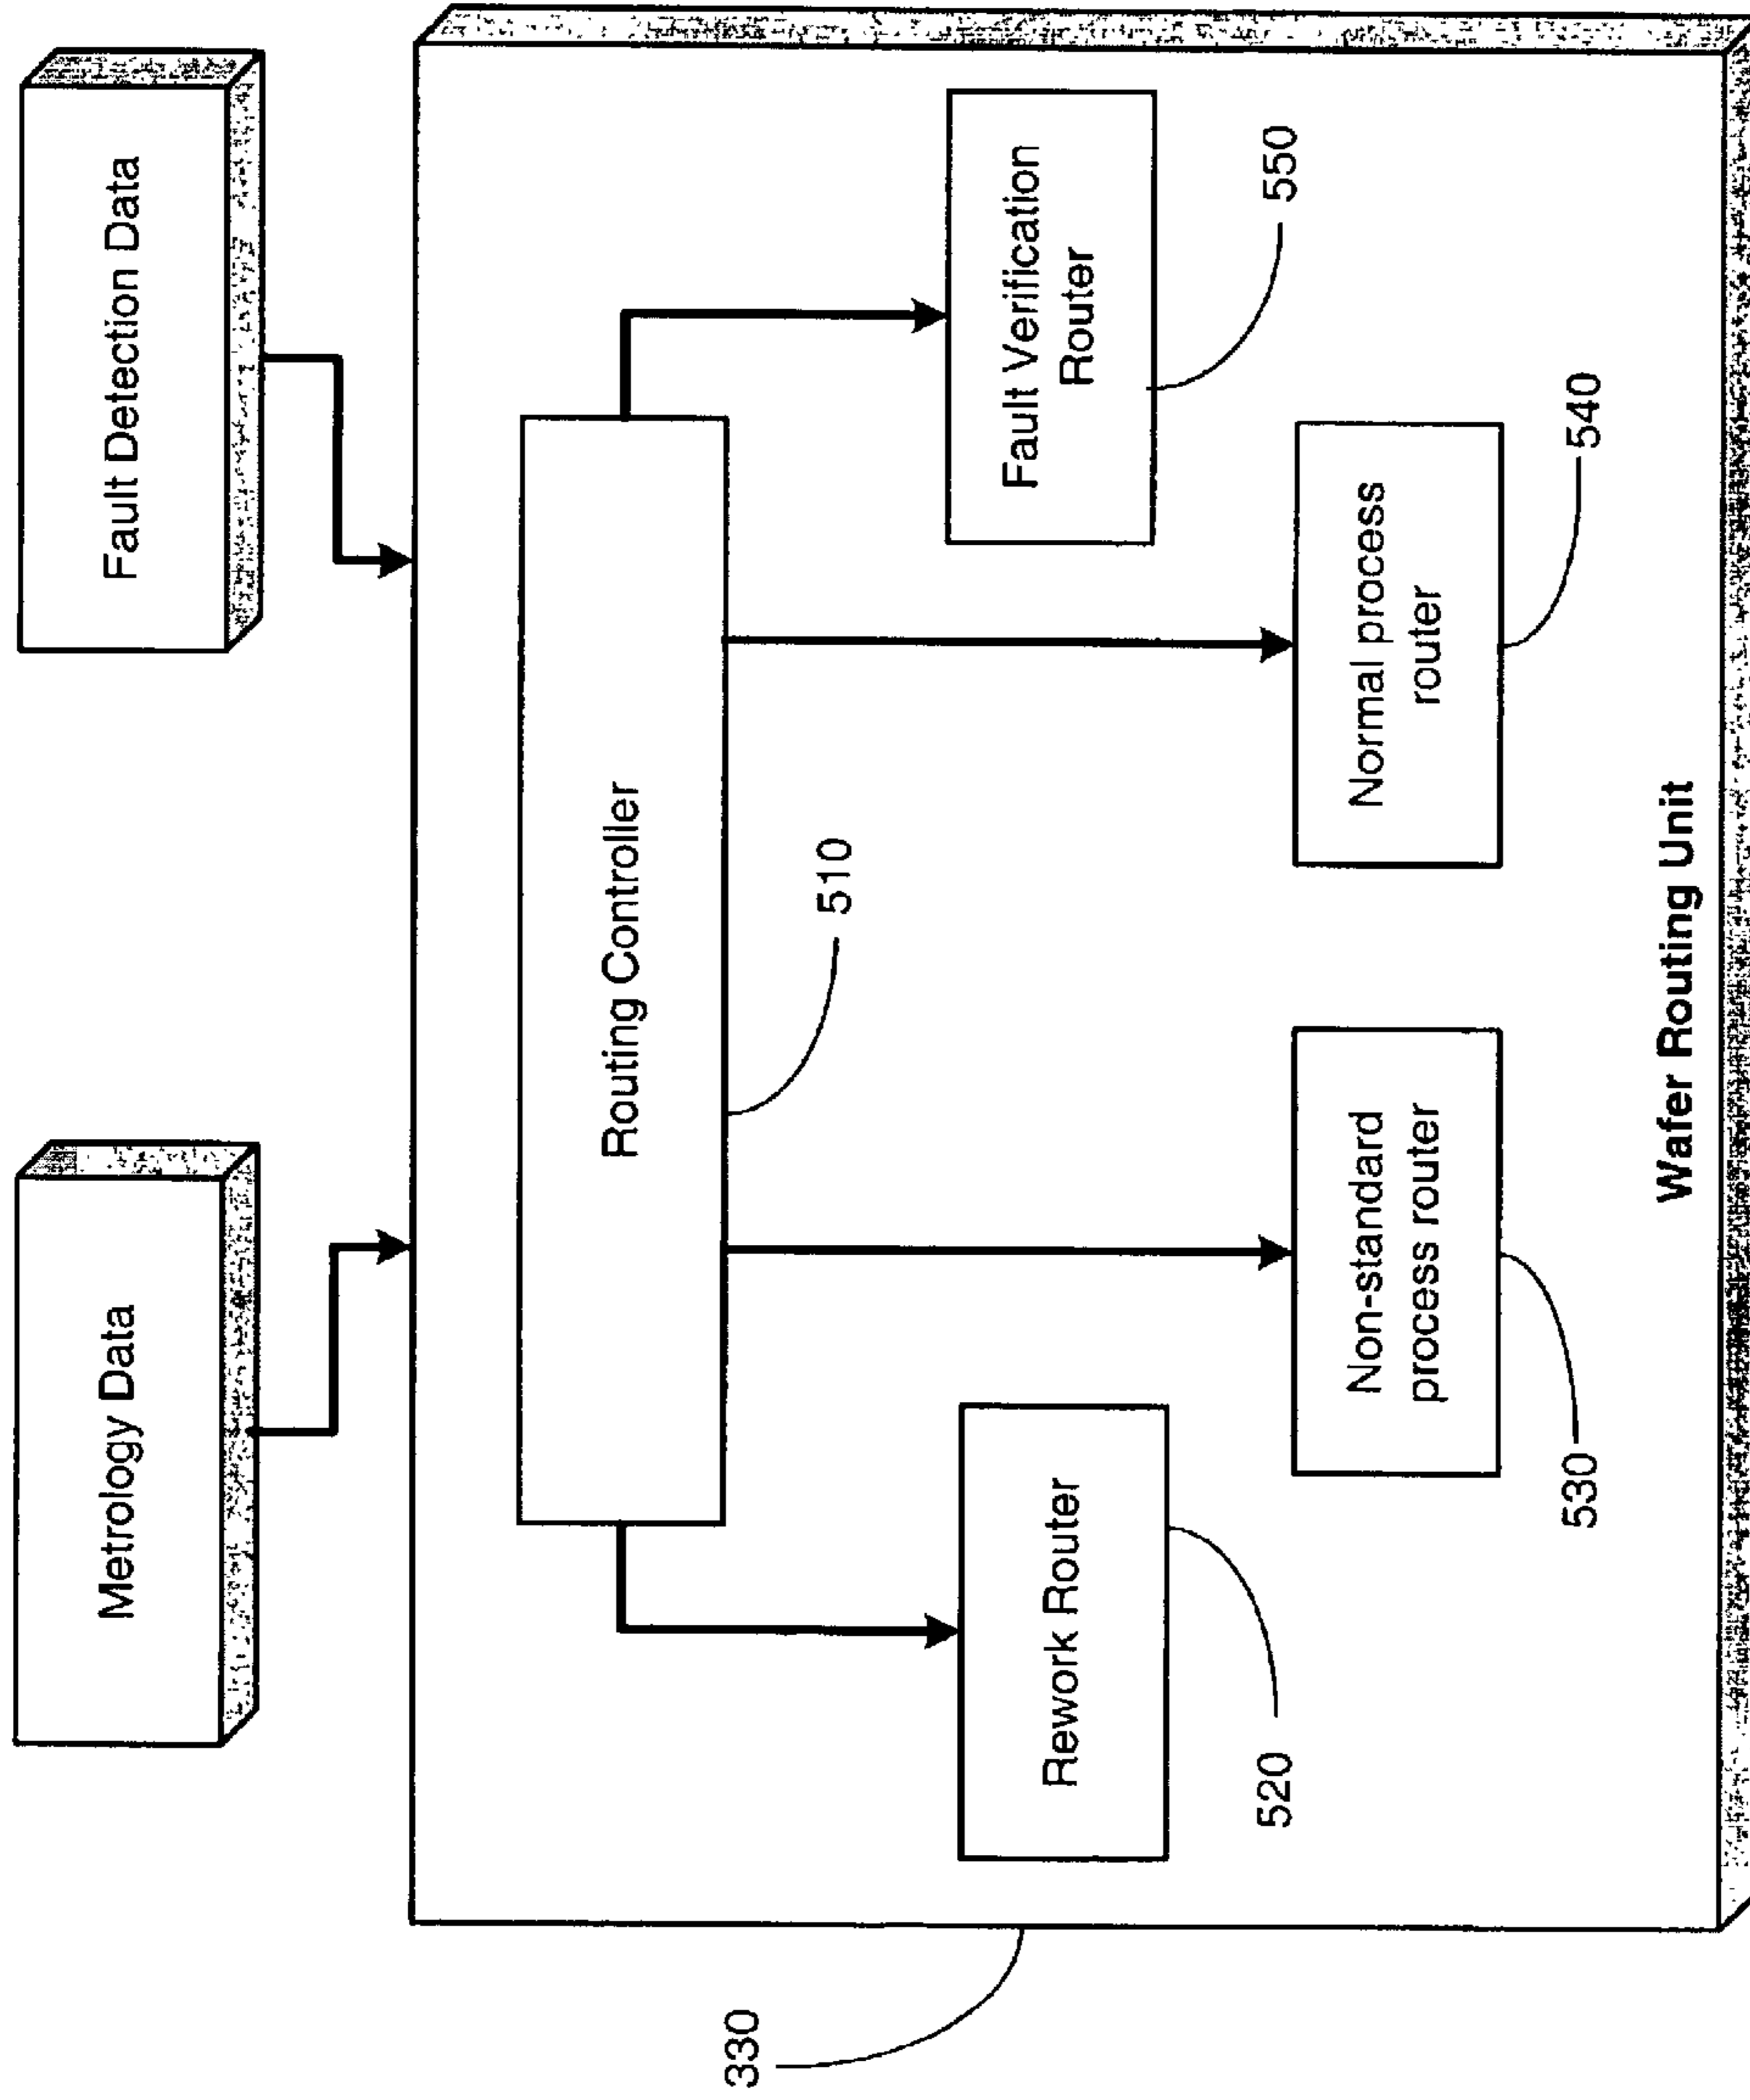 Metrology Data
Fault Detection Data
Routing Controller
510
Rework Router
520
Fault Verification
Router
550
Non-standard
process router
530
Normal process
router
540
Wafer Routing Unit
330